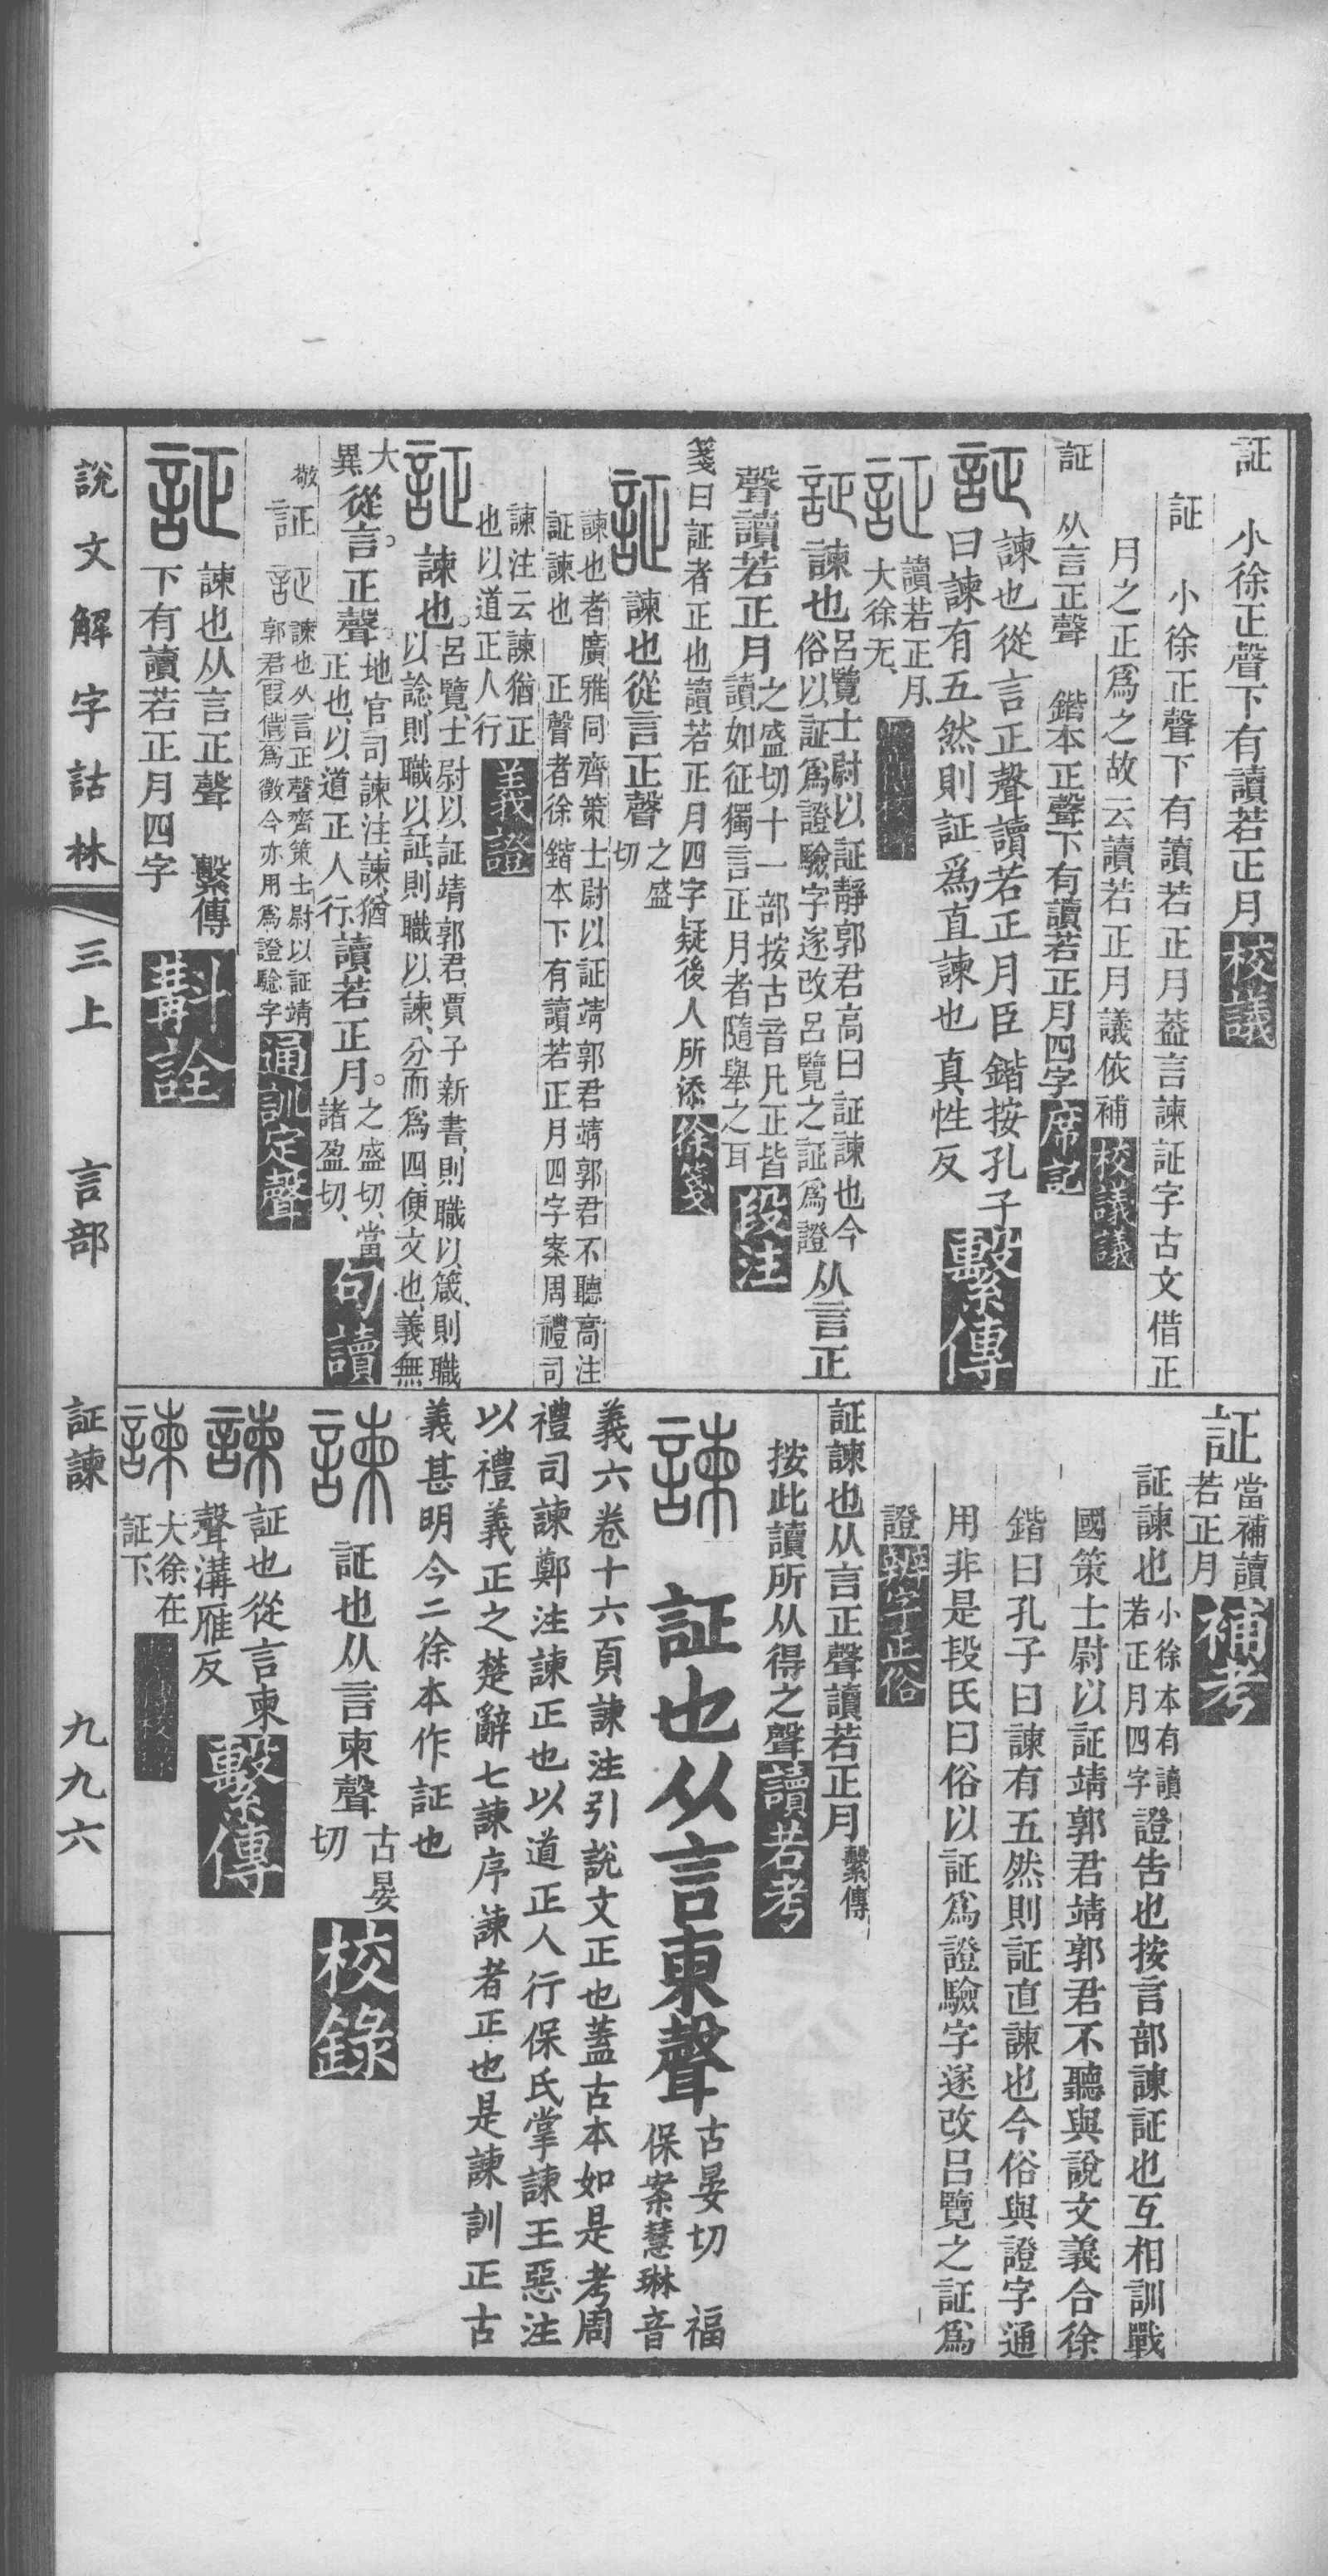 証　小徐正聲下有讀若正月校議
証　小徐正聲下有讀若正月葢言諫証字古文借正
月之正爲之故云讀若正月議依補校議議
証　从言正聲　鍇本正聲下有讀若正月四字席記
証諫也從言正聲讀若正月臣鍇按孔子
曰諫有五然則証爲直諫也真性反繫傳
証讀若正月、
大徐无、
証諫也呂覽士尉以証靜郭君高曰証諫也今
俗以証爲證驗字遂改呂覽之証爲證从言正
聲讀若正月之盛切十一部按古音凡正皆
讀如征獨言正月者隨舉之耳段注
箋曰証者正也讀若正月四字疑後人所添徐箋
証諫也從言正聲之盛
切
諫也者廣雅同齊策士尉以証靖郭君靖郭君不聽高注
証諫也　正聲者徐鍇本下有讀若正月四字案周禮司
諫注云諫猶正
也以道正人行義證
証諫也。呂覽、士尉以証靖郭君、賈子新書、則職以箴、則職
以諗、則職以証、則職以諫、分而爲四、便文也、義無
大
異從言。正聲。地官司諫注、諫、猶
正也、以道正人行、讀若正月。之盛切、當
諸盈切、句讀
敬証証諫也从言正聲齊策士尉以証靖
郭君叚借爲徵今亦用爲證驗字通訓定聲
証諫也从言正聲　繫傳
下有讀若正月四字斠詮
証當補讀
若正月補考
証諫也小徐本有讀
若正月四字證吿也按言部諫証也互相訓戰
國策士尉以証靖郭君靖郭君不聽與說文義合徐
鍇曰孔子曰諫有五然則証直諫也今俗與證字通
用非是段氏曰俗以証爲證驗字遂改呂覽之証爲
證辨字正俗
証諫也从言正聲讀若正月繫傳
按此讀所从得之聲讀若考
諫　証也从言柬聲古晏切　福
保案慧琳音
義六卷十六頁諫注引說文正也蓋古本如是考周
禮司諫鄭注諫正也以道正人行保氏掌諫王惡注
以禮義正之楚辭七諫序諫者正也是諫訓正古
義甚明今二徐本作証也
諫証也从言柬聲古晏
切校錄
諫証也從言柬
聲溝雁反繫傳
諫大徐在
証下、
說文解字詁林　三上　言部　証諫　九九六